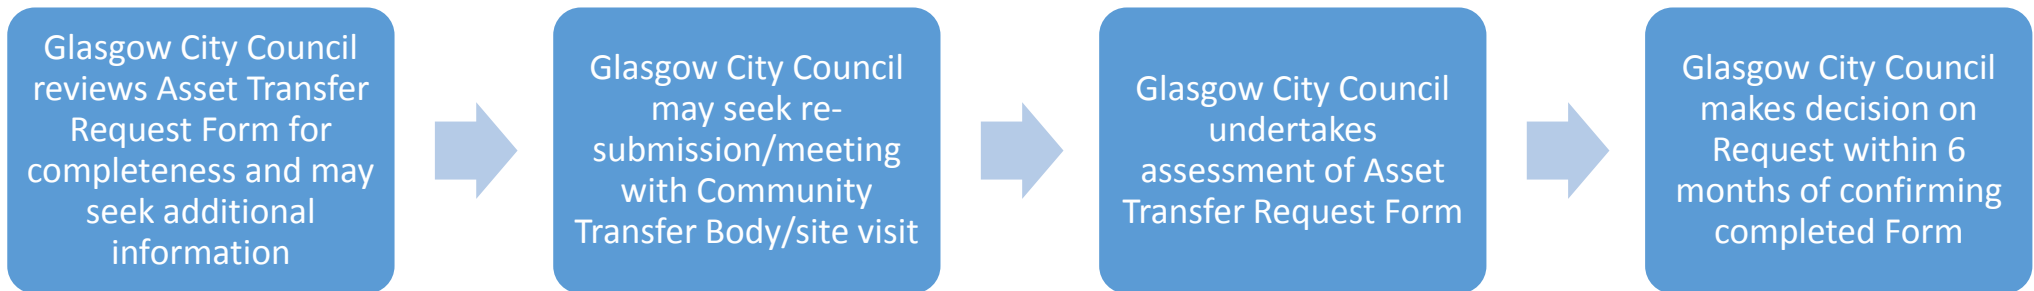 Glasgow City Council
reviews Asset Transfer
Request Form for
completeness and may
seek additional
information
Glasgow City Council
may seek re-
submission/meeting
with Community
Transfer Body/site visit
Glasgow City Council
undertakes
assessment of Asset
Transfer Request Form
Glasgow City Council
makes decision on
Request within 6
months of confirming
completed Form